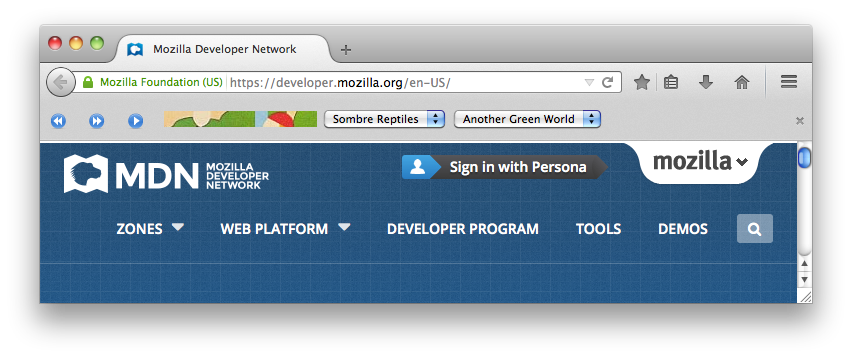 Mozilla Developer Network
Mozilla Foundation (US) https://developer.mozilla.org/en-US/
Sombre Reptiles Another Green World
MDN MOZILLA DEVELOPER NETWORK
Sign in with Persona
mozilla
ZONES WEB PLATFORM DEVELOPER PROGRAM TOOLS DEMOS